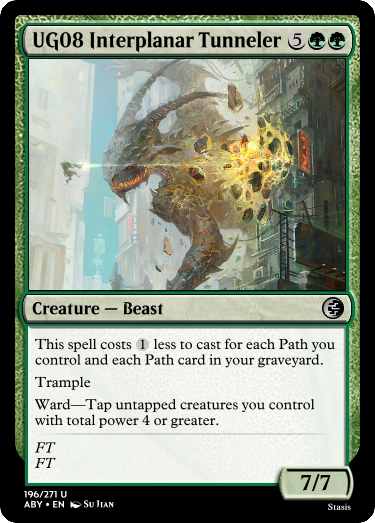 UG08 Interplanar Tunneler 5
This spell costs 1 less to cast for each Path you
control and each Path card in your graveyard.
Trample
Ward—Tap untapped creatures you control
with total power 4 or greater.
FT
FT
Creature — Beast
7/7
196/271 U
ABY • EN Su Jian
Stasis